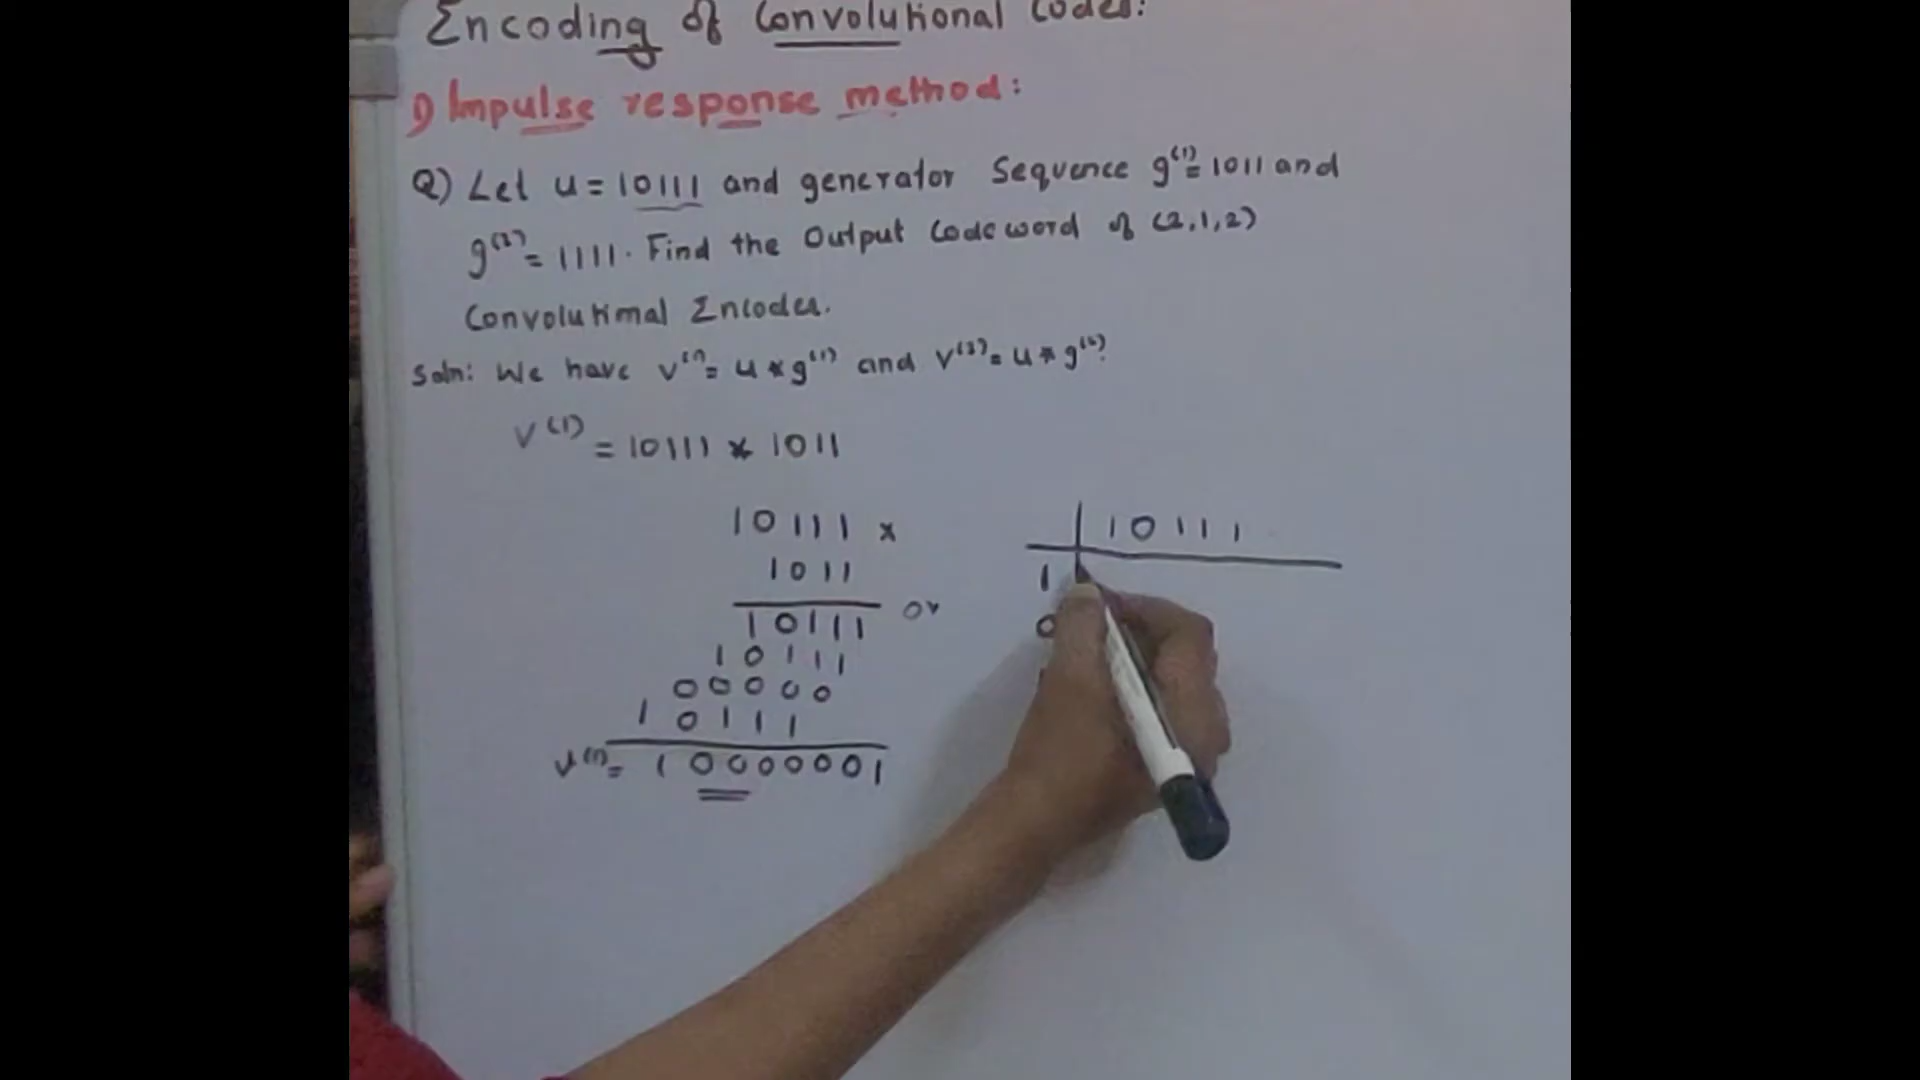 Encoding of Convolutional Codes:
1) Impulse response method:
Q) Let u = 10111 and generator Sequence g(1) = 1011 and
g(2) = 1111. Find the Output Codeword of (2,1,2)
Convolutional Encoder.
Soln: We have v(1) = u * g(1) and v(2) = u * g(2).
V(1) = 10111 * 1011
10111 x
1011
10111 or
10111
00000
10111
v(1) = 10000001
10111
1
0